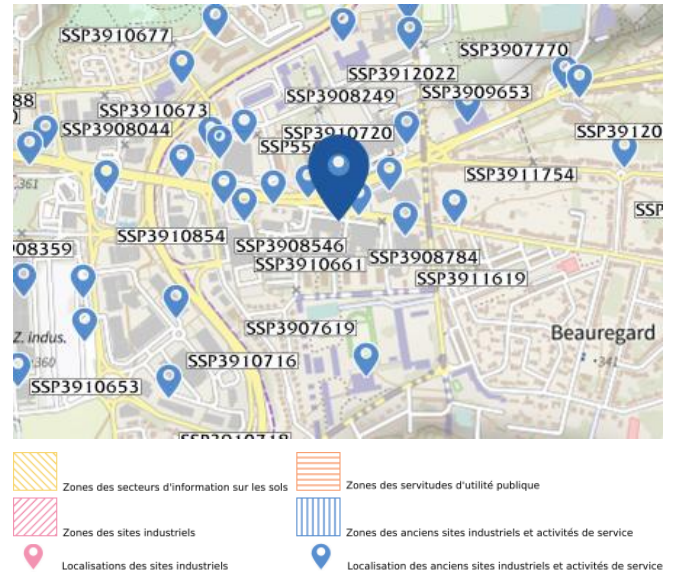 SSP3910677
SSP3907770
SSP3912022
SSP3909653
SSP3908249
88
SSP3910673
SSP3908044
SSP3910720
SSP39120
SSP55
SSP3911754
361
SSP
SSP3910854
SSP3908546
08359
SSP3910661
SSP3908784
SSP3911619
SSP3907619
Z. indus.
Beauregard
360
SSP3910716
341
SSP3910653
SSP3910718
Zones des secteurs d'information sur les sols
Zones des servitudes d'utilité publique
Zones des sites industriels
Zones des anciens sites industriels et activités de service
Localisations des sites industriels
Localisation des anciens sites industriels et activités de service